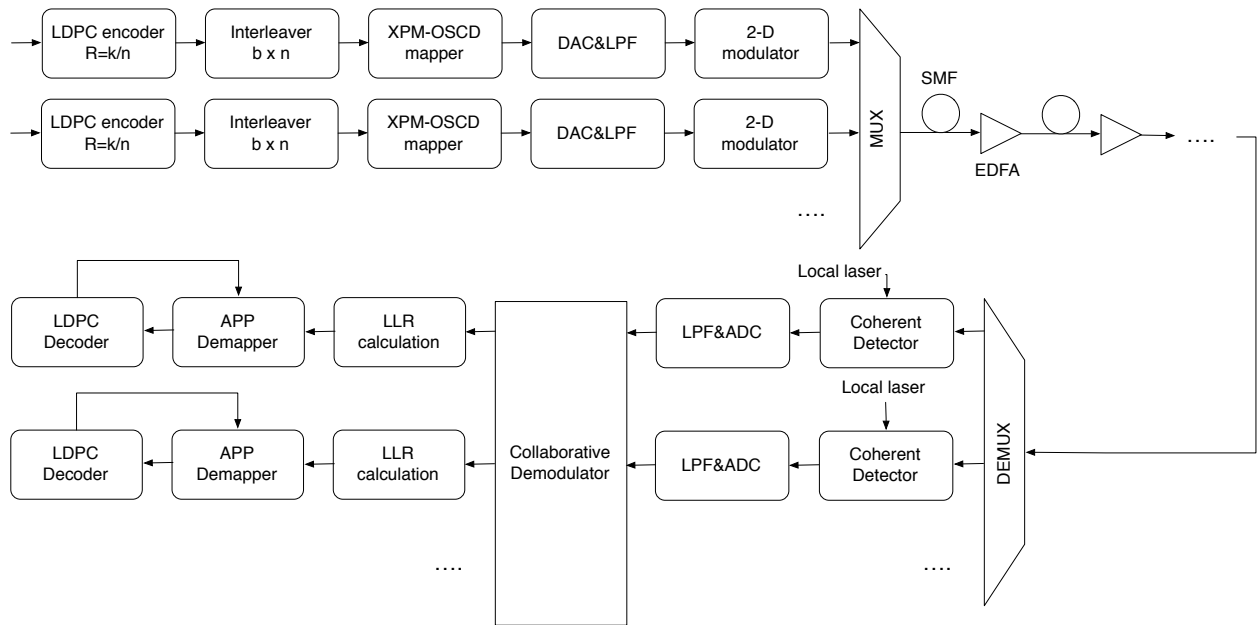 LDPC encoder
R=k/n
Interleaver
b x n
XPM-OSCD
mapper
DAC&LPF
2-D
modulator
LDPC encoder
R=k/n
Interleaver
b x n
XPM-OSCD
mapper
DAC&LPF
2-D
modulator
....
MUX
SMF
EDFA
....
LDPC
Decoder
APP
Demapper
LLR
calculation
Collaborative
Demodulator
LPF&ADC
Local laser
Coherent
Detector
LDPC
Decoder
APP
Demapper
LLR
calculation
LPF&ADC
Local laser
Coherent
Detector
DEMUX
....
....